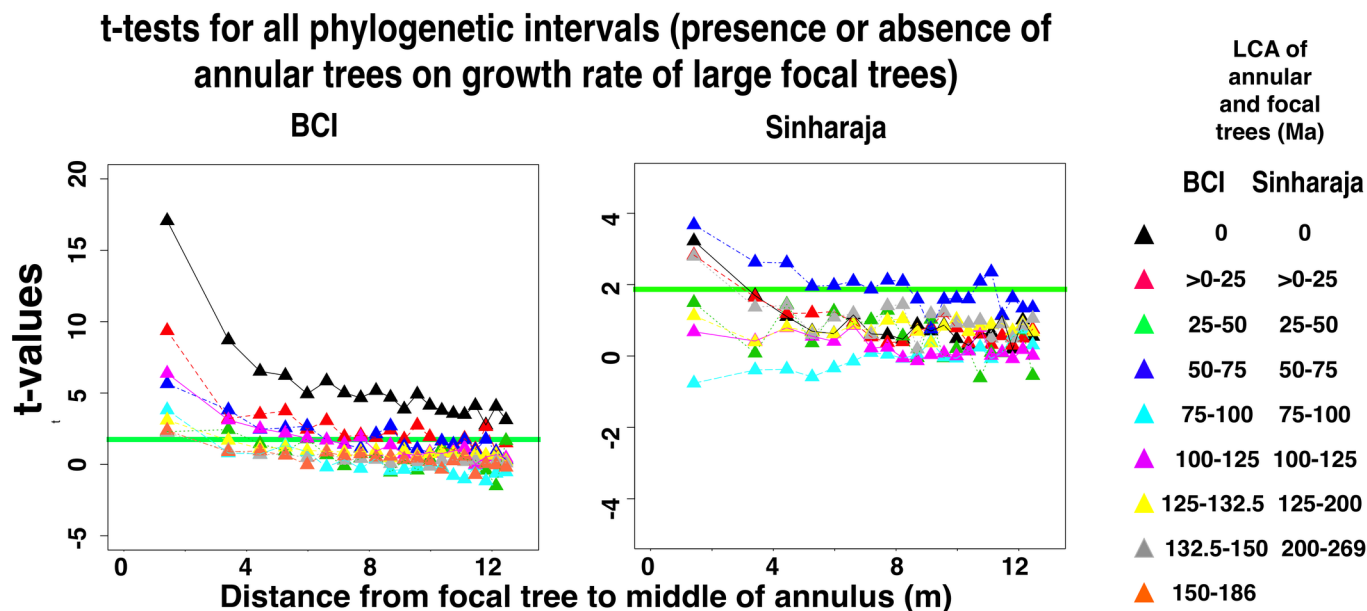 t-tests for all phylogenetic intervals (presence or absence of
annular trees on growth rate of large focal trees)
BCI
Sinharaja
t-values
t
20
15
10
5
0
-5
0 4 8 12
4
2
0
-2
-4
0 4 8 12
Distance from focal tree to middle of annulus (m)
LCA of
annular
and focal
trees (Ma)
BCI Sinharaja
0 0
>0-25 >0-25
25-50 25-50
50-75 50-75
75-100 75-100
100-125 100-125
125-132.5 125-200
132.5-150 200-269
150-186